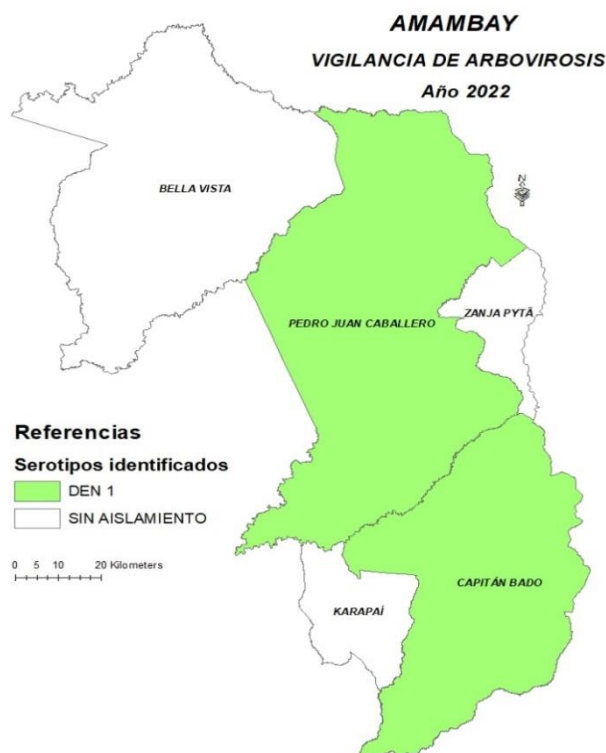 AMAMBAY
VIGILANCIA DE ARBOVIROSIS
Año 2022
N
BELLA VISTA
ZANJA PYTÃ
PEDRO JUAN CABALLERO
Referencias
Serotipos identificados
DEN 1
SIN AISLAMIENTO
0 5 10 20 Kilometers
CAPITÁN BADO
KARAPAÍ